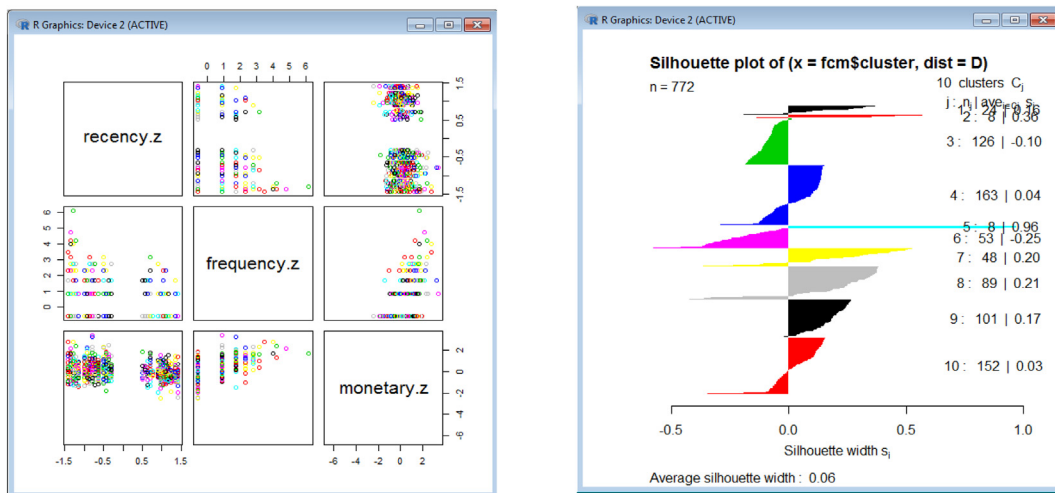 R Graphics: Device 2 (ACTIVE)
0 1 2 3 4 5 6
recency.z
1.5
0.5
-0.5
-1.5
6
5
4
3
2
1
0
frequency.z
monetary.z
2
0
-2
-4
-6
-1.5 -0.5 0.5 1.5
-6 -4 -2 0 2
R Graphics: Device 2 (ACTIVE)
Silhouette plot of (x = fcm$cluster, dist = D)
n = 772
10 clusters Cj
1 : 24 | 0.16
2 : 8 | 0.36
3 : 126 | -0.10
4 : 163 | 0.04
5 : 8 | 0.96
6 : 53 | -0.25
7 : 48 | 0.20
8 : 89 | 0.21
9 : 101 | 0.17
10 : 152 | 0.03
-0.5 0.0 0.5 1.0
Silhouette width si
Average silhouette width : 0.06